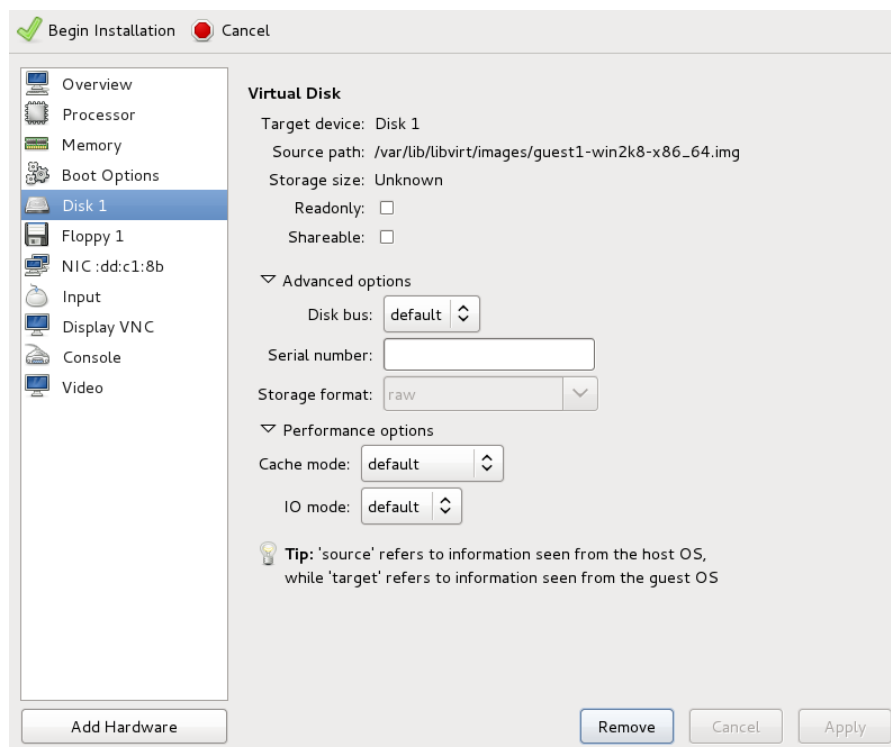 Begin Installation Cancel
Overview
Processor
Memory
Boot Options
Disk 1
Floppy 1
NIC :dd:c1:8b
Input
Display VNC
Console
Video
Add Hardware
Virtual Disk
Target device: Disk 1
Source path: /var/lib/libvirt/images/guest1-win2k8-x86_64.img
Storage size: Unknown
Readonly:
Shareable:
Advanced options
Disk bus: default
Serial number:
Storage format: raw
Performance options
Cache mode: default
IO mode: default
Tip: 'source' refers to information seen from the host OS,
while 'target' refers to information seen from the guest OS
Remove Cancel Apply